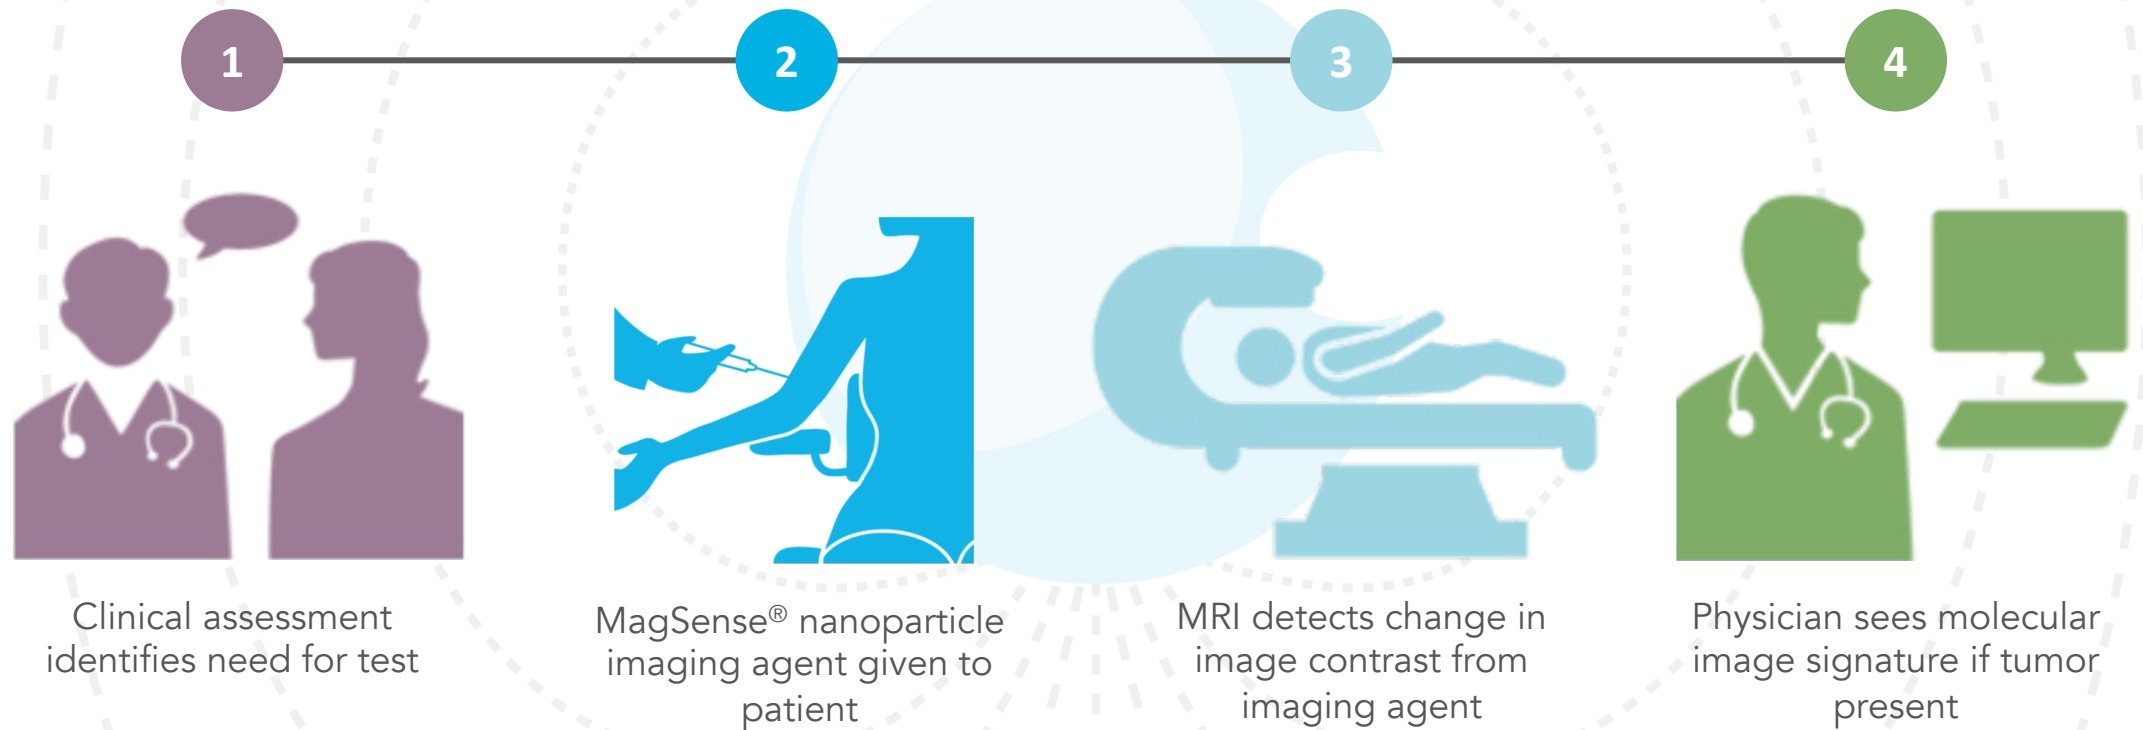 1
2
3
4
Clinical assessment
identifies need for test
MagSense® nanoparticle
imaging agent given to
patient
MRI detects change in
image contrast from
imaging agent
Physician sees molecular
image signature if tumor
present